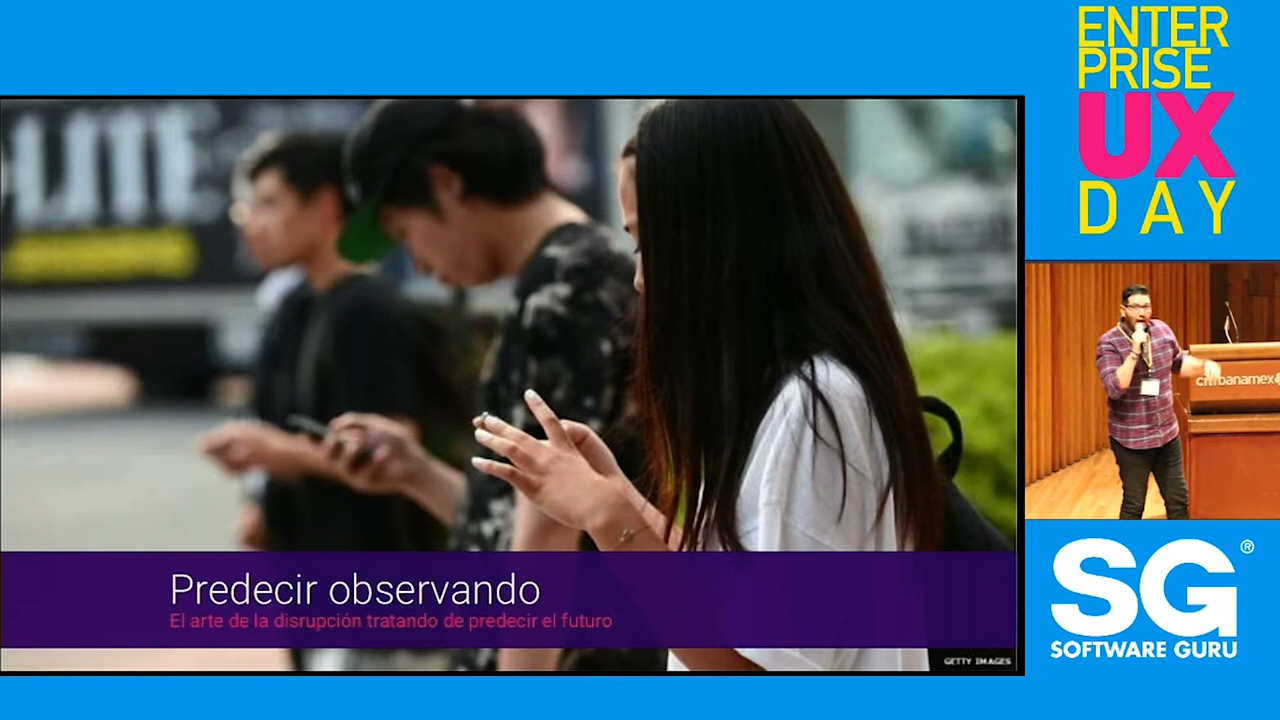 ENTER
PRISE
UX
DAY
Predecir observando
El arte de la disrupción tratando de predecir el futuro
GETTY IMAGES
citibanamex
SG®
SOFTWARE GURU